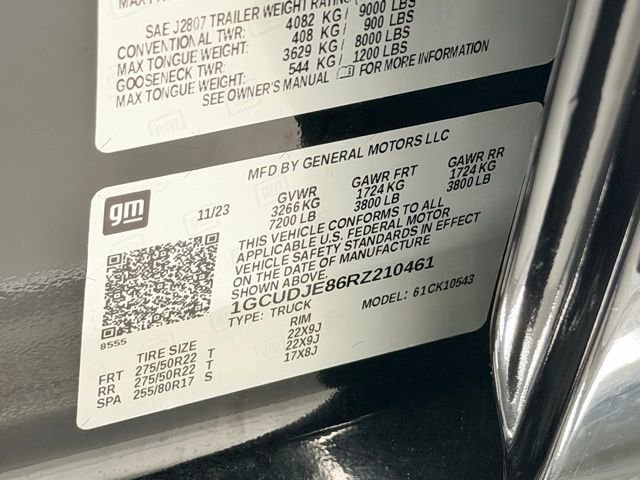 SAE J2807 TRAILER WEIGHT RATING
CONVENTIONAL TWR: 4082 KG / 9000 LBS
MAX TONGUE WEIGHT: 408 KG / 900 LBS
GOOSENECK TWR: 3629 KG / 8000 LBS
MAX TONGUE WEIGHT: 544 KG / 1200 LBS
SEE OWNER'S MANUAL FOR MORE INFORMATION
gm
MFD BY GENERAL MOTORS LLC
11/23
GVWR GAWR FRT GAWR RR
3266 KG 1724 KG 1724 KG
7200 LB 3800 LB 3800 LB
THIS VEHICLE CONFORMS TO ALL
APPLICABLE U.S. FEDERAL MOTOR
VEHICLE SAFETY STANDARDS IN EFFECT
ON THE DATE OF MANUFACTURE
SHOWN ABOVE.
1GCUDJE86RZ210461
TYPE: TRUCK MODEL: 61CK10543
8555
TIRE SIZE RIM
FRT 275/50R22 T 22X9J
RR 275/50R22 T 22X9J
SPA 255/80R17 S 17X8J